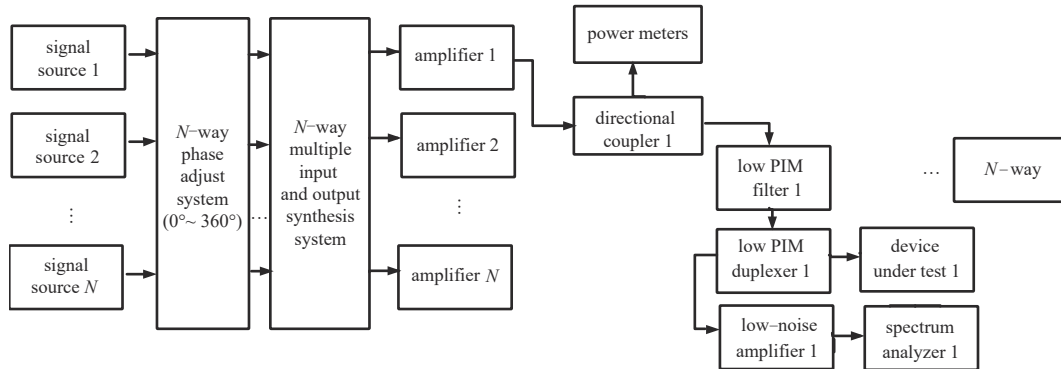 signal
source 1
signal
source 2
⋮
signal
source N
N−way
phase
adjust
system
(0°~ 360°)
...
N−way
multiple
input
and output
synthesis
system
amplifier 1
amplifier 2
⋮
amplifier N
power meters
directional
coupler 1
low PIM
filter 1
low PIM
duplexer 1
device
under test 1
low−noise
amplifier 1
spectrum
analyzer 1
...
N−way